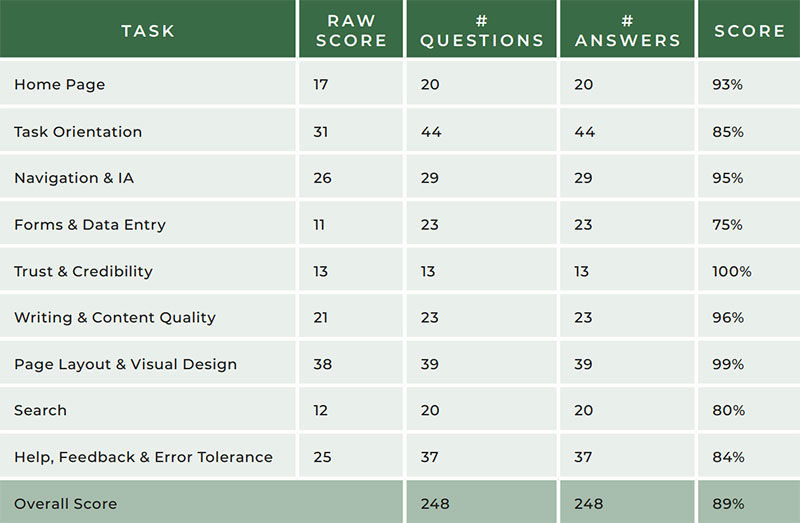 TASK RAW SCORE # QUESTIONS # ANSWERS SCORE
Home Page 17 20 20 93%
Task Orientation 31 44 44 85%
Navigation & IA 26 29 29 95%
Forms & Data Entry 11 23 23 75%
Trust & Credibility 13 13 13 100%
Writing & Content Quality 21 23 23 96%
Page Layout & Visual Design 38 39 39 99%
Search 12 20 20 80%
Help, Feedback & Error Tolerance 25 37 37 84%
Overall Score 248 248 89%